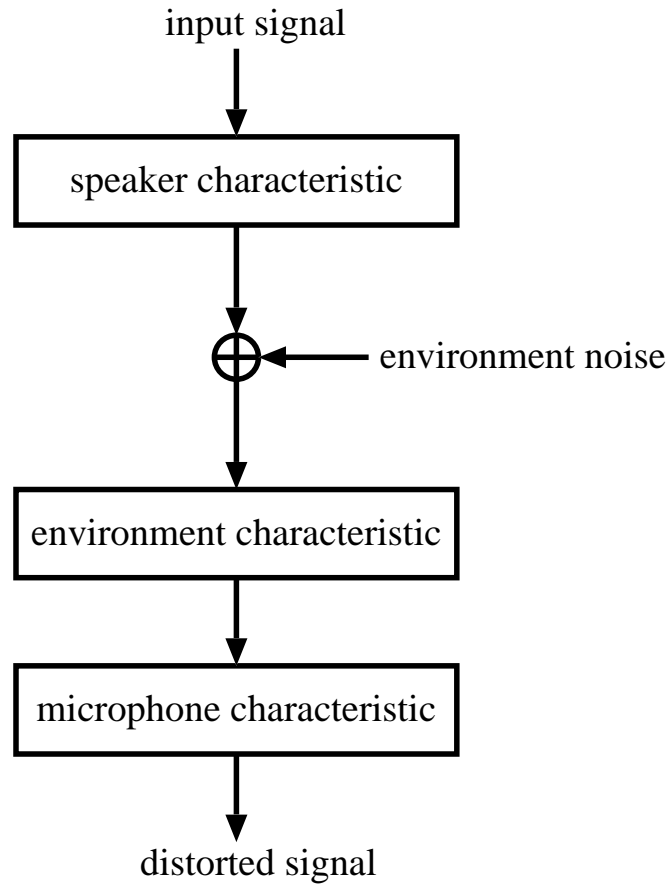 input signal
speaker characteristic
environment noise
environment characteristic
microphone characteristic
distorted signal